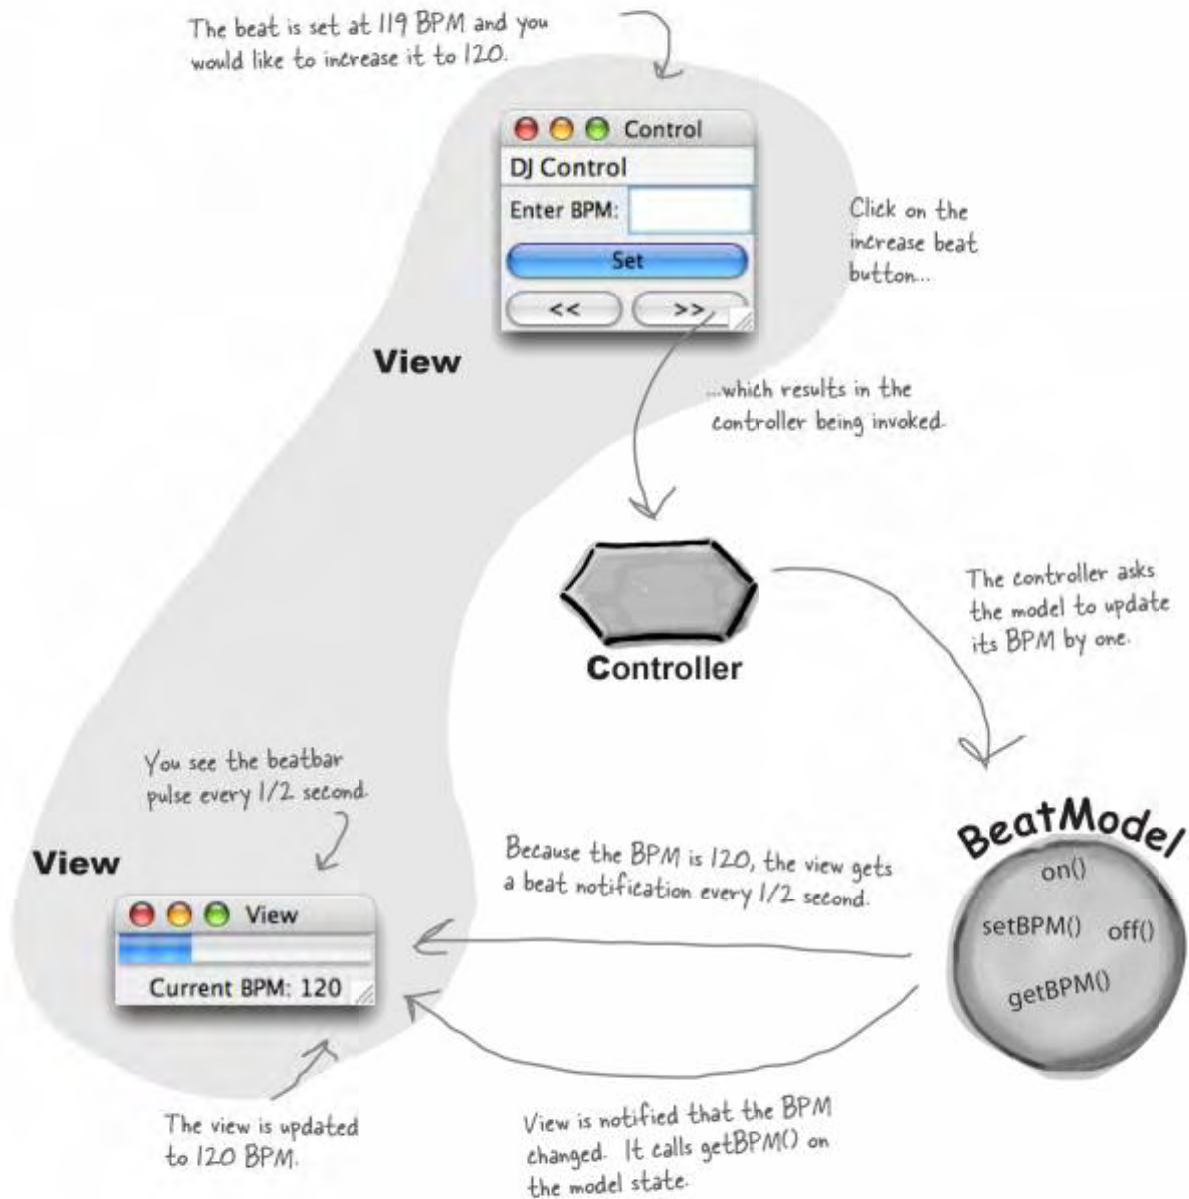 The beat is set at 119 BPM and you
would like to increase it to 120.
Control
DJ Control
Enter BPM:
Set
<<
>>
Click on the
increase beat
button...
View
...which results in the
controller being invoked.
Controller
The controller asks
the model to update
its BPM by one.
You see the beatbar
pulse every 1/2 second.
View
View
Current BPM: 120
Because the BPM is 120, the view gets
a beat notification every 1/2 second.
BeatModel
on()
setBPM()
off()
getBPM()
The view is updated
to 120 BPM.
View is notified that the BPM
changed. It calls getBPM() on
the model state.